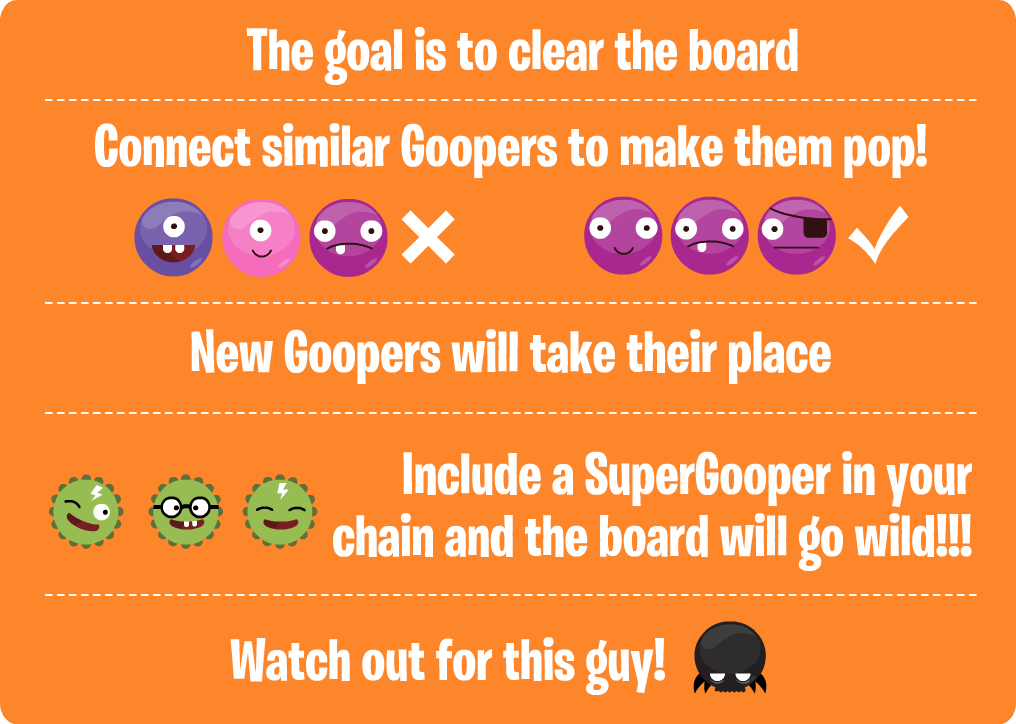 The goal is to clear the board
Connect similar Goopers to make them pop!
New Goopers will take their place
Include a SuperGooper in your
chain and the board will go wild!!!
Watch out for this guy!